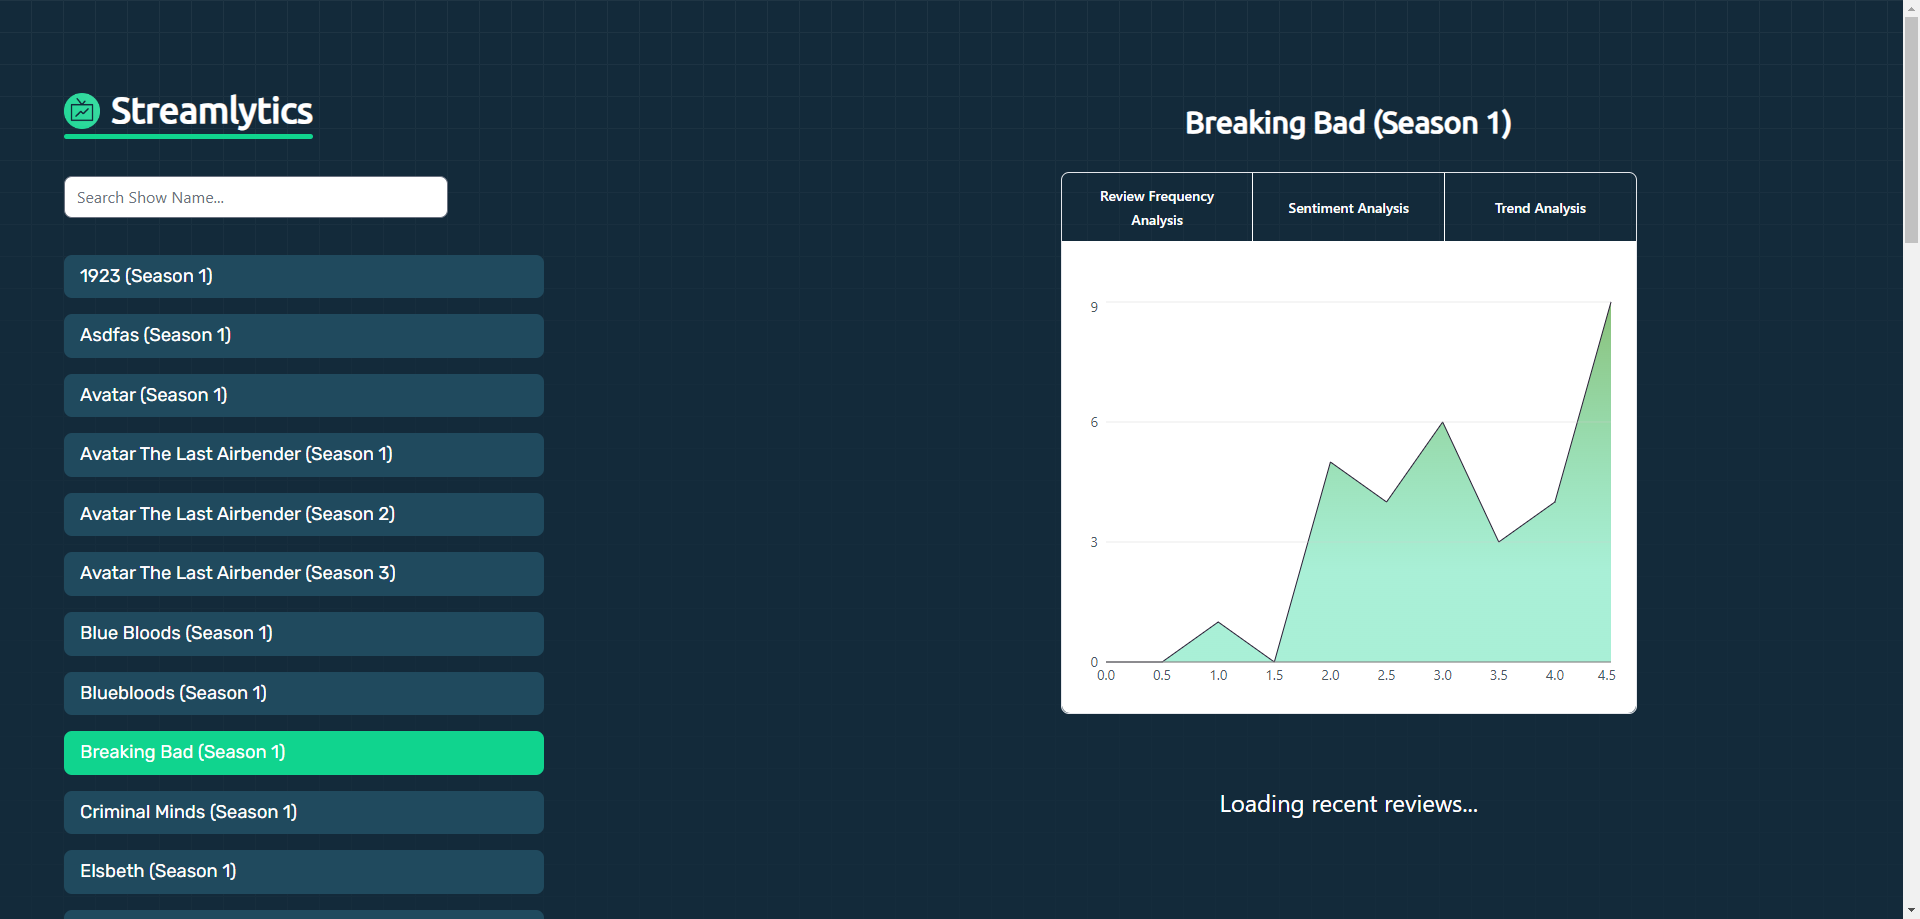 Streamlytics
Search Show Name...
1923 (Season 1)
Asdfas (Season 1)
Avatar (Season 1)
Avatar The Last Airbender (Season 1)
Avatar The Last Airbender (Season 2)
Avatar The Last Airbender (Season 3)
Blue Bloods (Season 1)
Bluebloods (Season 1)
Breaking Bad (Season 1)
Criminal Minds (Season 1)
Elsbeth (Season 1)
Breaking Bad (Season 1)
Review Frequency
Analysis
Sentiment Analysis
Trend Analysis
9
6
3
0
0.0 0.5 1.0 1.5 2.0 2.5 3.0 3.5 4.0 4.5
Loading recent reviews...